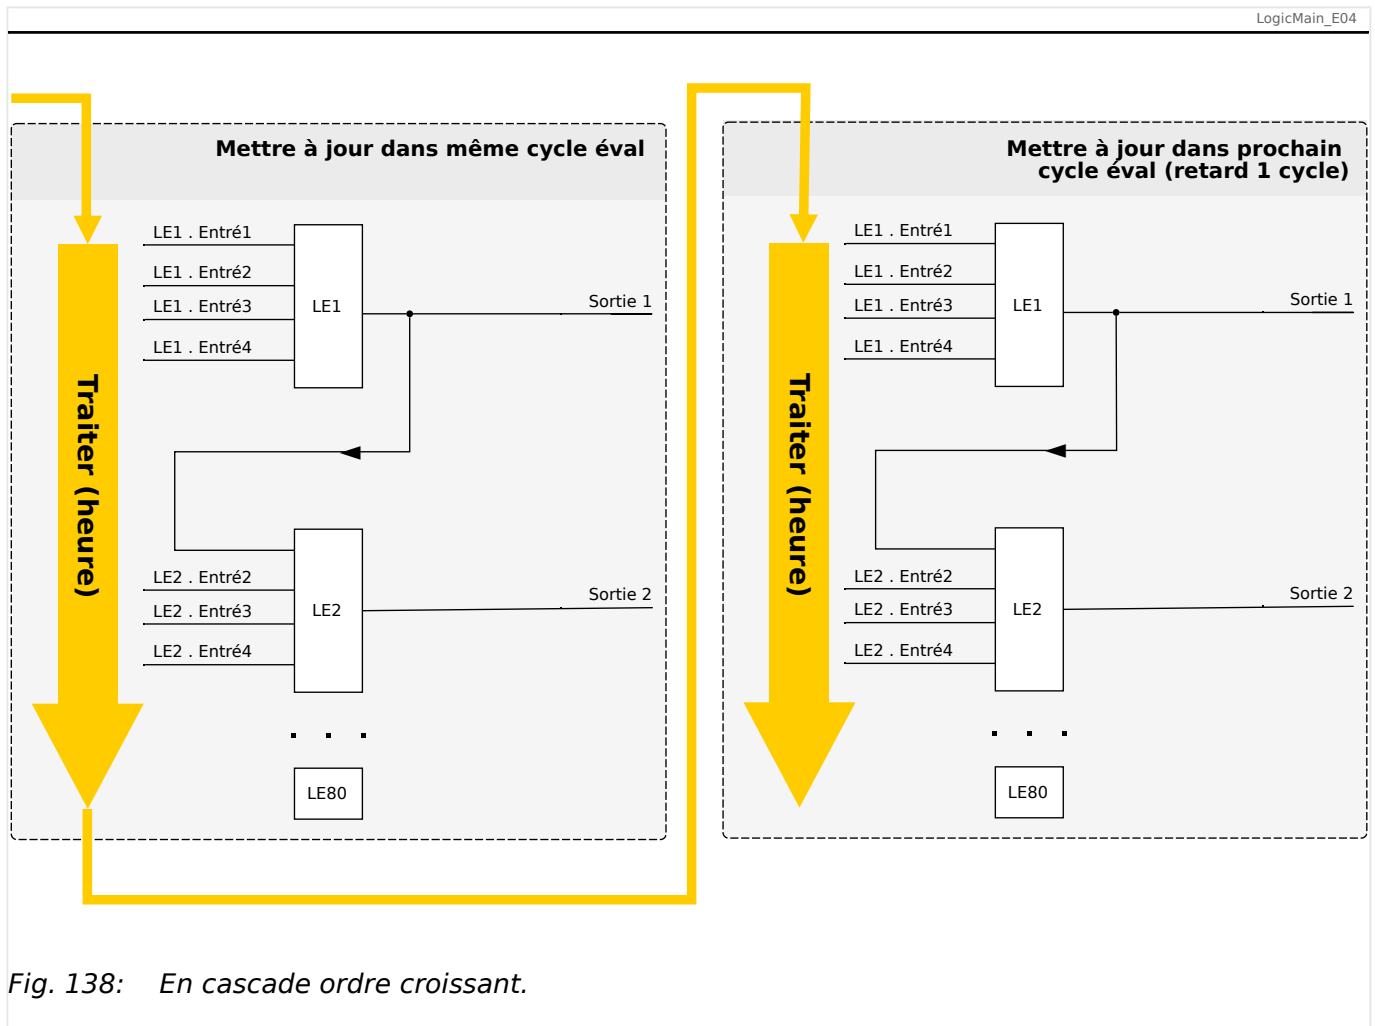 LogicMain_E04
Mettre à jour dans même cycle éval
LE1 . Entré1
LE1 . Entré2
LE1 . Entré3
LE1 . Entré4
LE1
Sortie 1
Traiter (heure)
LE2 . Entré2
LE2 . Entré3
LE2 . Entré4
LE2
Sortie 2
LE80
Mettre à jour dans prochain
cycle éval (retard 1 cycle)
LE1 . Entré1
LE1 . Entré2
LE1 . Entré3
LE1 . Entré4
LE1
Sortie 1
Traiter (heure)
LE2 . Entré2
LE2 . Entré3
LE2 . Entré4
LE2
Sortie 2
LE80
Fig. 138: En cascade ordre croissant.